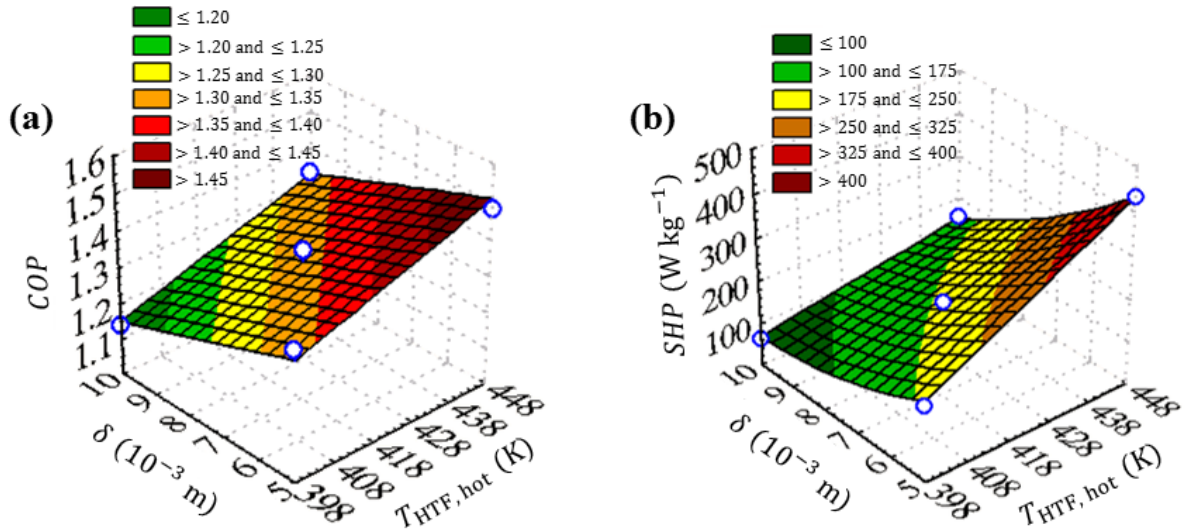 (a)
≤ 1.20
> 1.20 and ≤ 1.25
> 1.25 and ≤ 1.30
> 1.30 and ≤ 1.35
> 1.35 and ≤ 1.40
> 1.40 and ≤ 1.45
> 1.45
COP
1.6
1.5
1.4
1.3
1.2
1.1
10
9
8
7
6
5
δ (10⁻³ m)
398
408
418
428
438
448
T_HTF, hot (K)
(b)
≤ 100
> 100 and ≤ 175
> 175 and ≤ 250
> 250 and ≤ 325
> 325 and ≤ 400
> 400
SHP (W kg⁻¹)
500
400
300
200
100
10
9
8
7
6
5
δ (10⁻³ m)
398
408
418
428
438
448
T_HTF, hot (K)